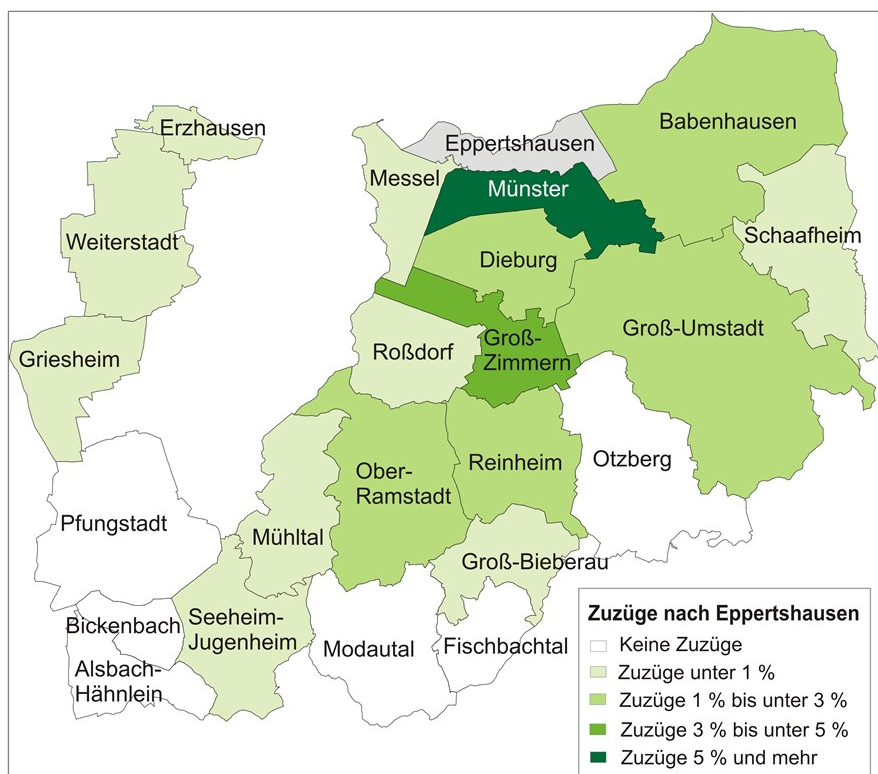 Erzhausen
Babenhausen
Eppertshausen
Messel
Münster
Weiterstadt
Schaafheim
Dieburg
Groß-Umstadt
Griesheim
Roßdorf
Groß-
Zimmern
Ober-
Ramstadt
Reinheim
Otzberg
Pfungstadt
Mühltal
Groß-Bieberau
Bickenbach
Seeheim-
Jugenheim
Modautal
Fischbachtal
Alsbach-
Hähnlein
Zuzüge nach Eppertshausen
Keine Zuzüge
Zuzüge unter 1 %
Zuzüge 1 % bis unter 3 %
Zuzüge 3 % bis unter 5 %
Zuzüge 5 % und mehr